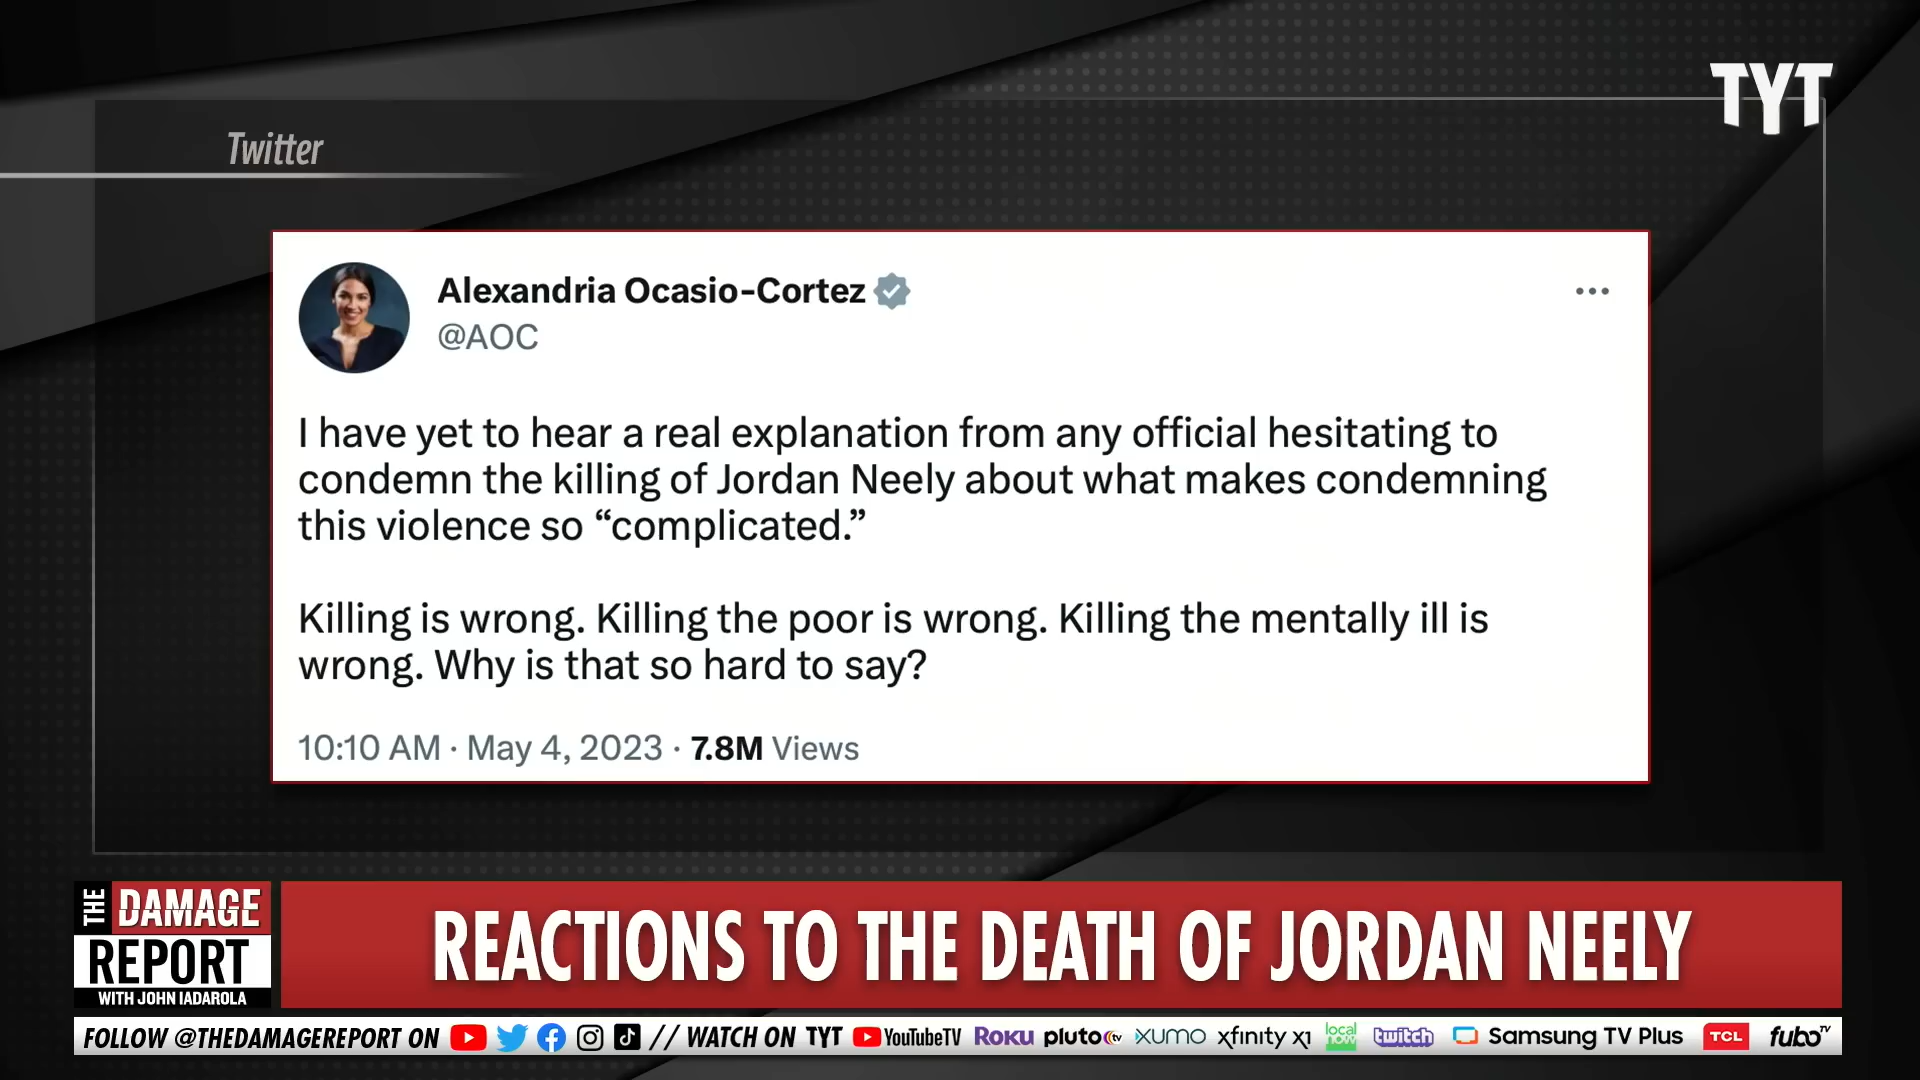 TYT
Twitter
Alexandria Ocasio-Cortez
@AOC
I have yet to hear a real explanation from any official hesitating to
condemn the killing of Jordan Neely about what makes condemning
this violence so “complicated.”
Killing is wrong. Killing the poor is wrong. Killing the mentally ill is
wrong. Why is that so hard to say?
10:10 AM · May 4, 2023 · 7.8M Views
THE DAMAGE
REPORT
WITH JOHN IADAROLA
REACTIONS TO THE DEATH OF JORDAN NEELY
FOLLOW @THEDAMAGEREPORT ON // WATCH ON TYT YouTubeTV ROKU pluto tv XUMO xfinity x1 local now twitch Samsung TV Plus TCL fubo TV